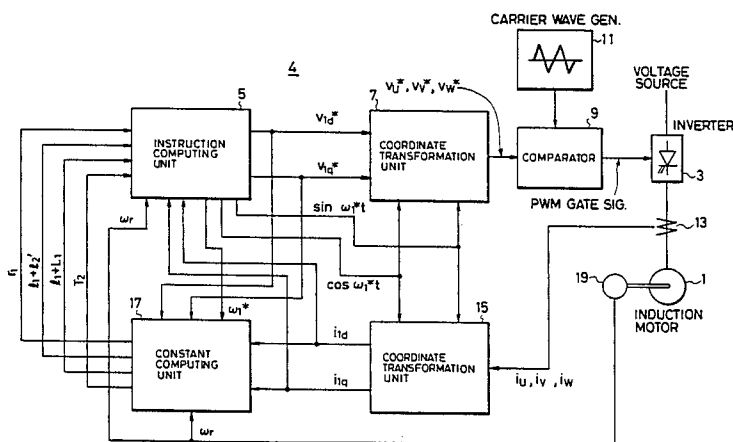 CARRIER WAVE GEN.
11
4
VOLTAGE
SOURCE
5
v1d*
vU*, vV*, vW*
7
9
INVERTER
INSTRUCTION
COMPUTING
UNIT
v1q*
COORDINATE
TRANSFORMATION
UNIT
COMPARATOR
3
PWM GATE SIG.
sin ω1*t
ωr
13
r1
ℓ1+ℓ2'
ℓ1+L1
T2
cos ω1*t
19
1
17
ω1*
15
INDUCTION
MOTOR
CONSTANT
COMPUTING
UNIT
i1d
i1q
COORDINATE
TRANSFORMATION
UNIT
iU, iV, iW
ωr